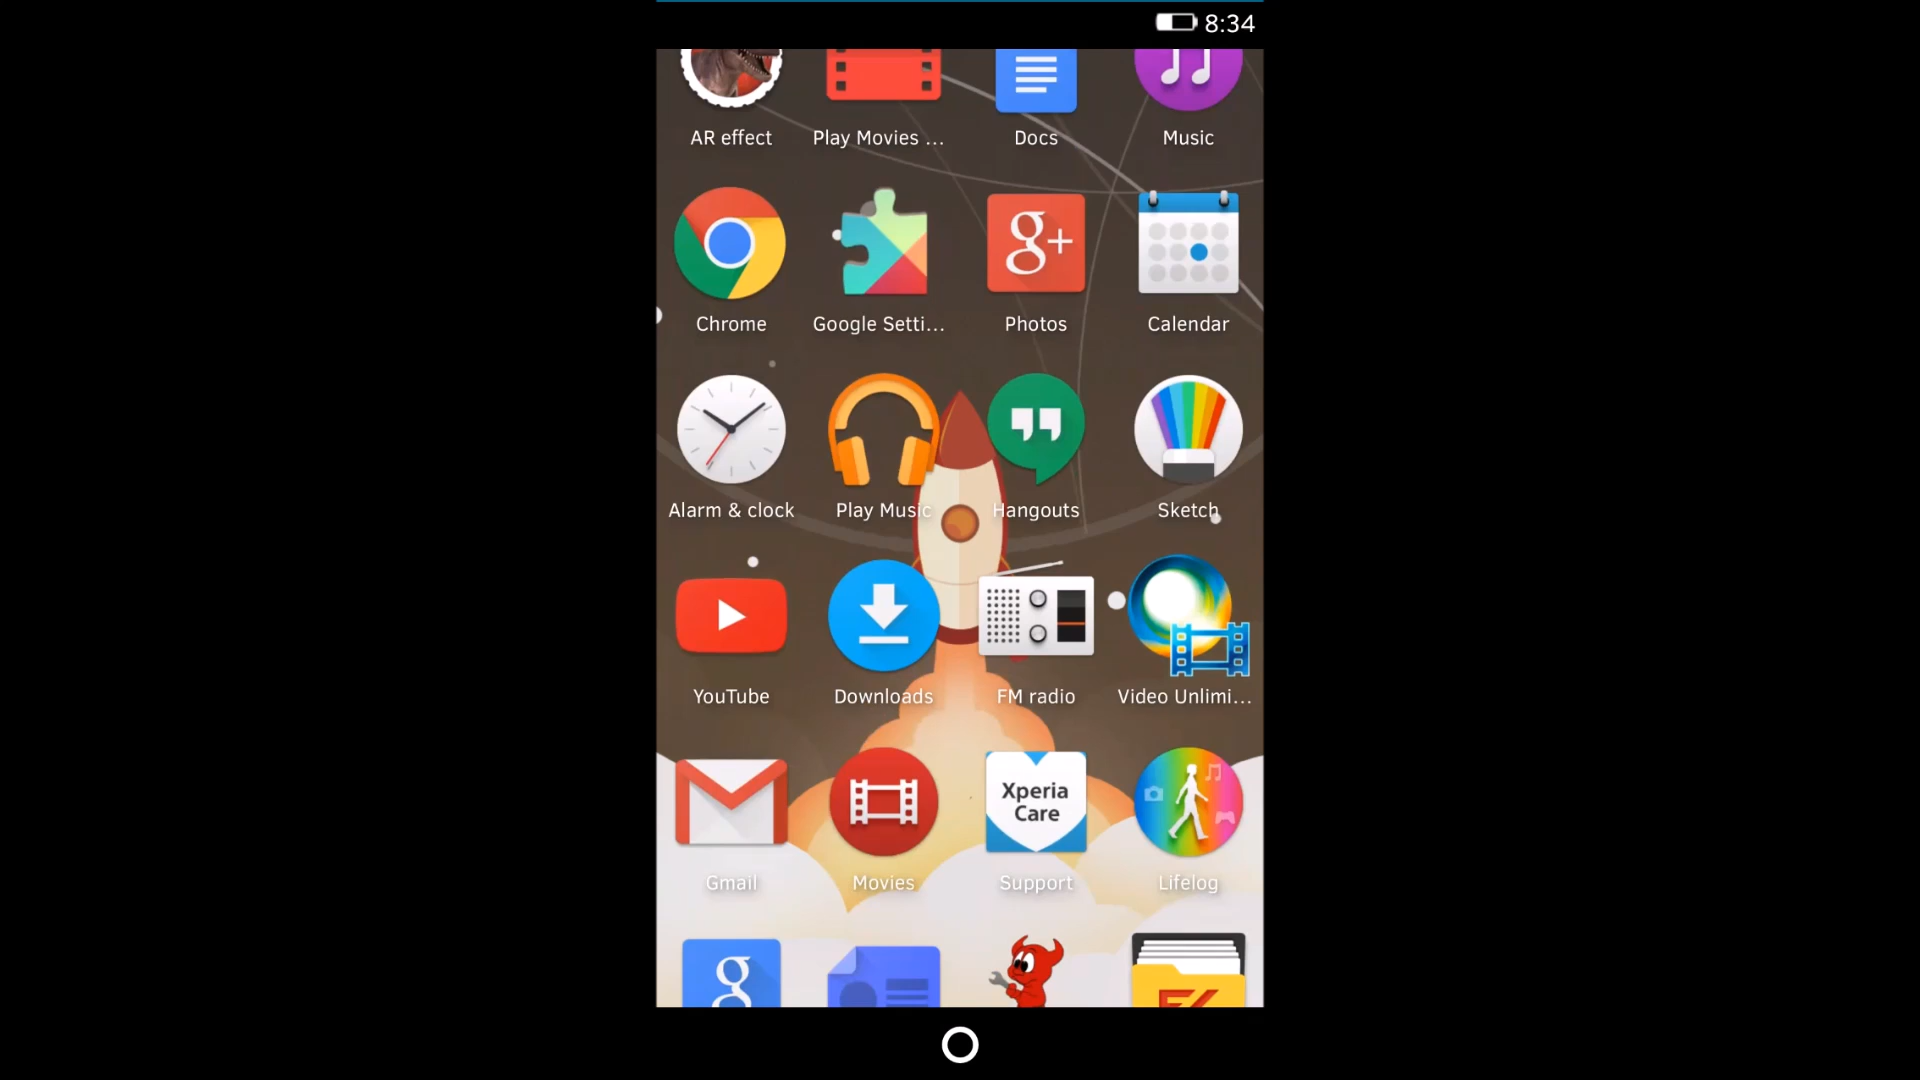 8:34
AR effect Play Movies ... Docs Music
g+
Chrome Google Setti... Photos Calendar
Alarm & clock Play Music Hangouts Sketch
YouTube Downloads FM radio Video Unlimi...
Xperia
Care
Gmail Movies Support Lifelog
g